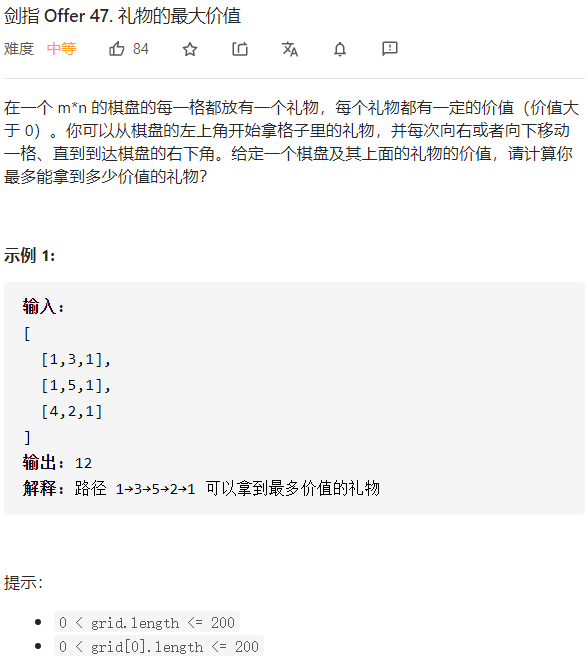 剑指 Offer 47. 礼物的最大价值
难度 中等 84
在一个 m*n 的棋盘的每一格都放有一个礼物，每个礼物都有一定的价值（价值大
于 0）。你可以从棋盘的左上角开始拿格子里的礼物，并每次向右或者向下移动
一格、直到到达棋盘的右下角。给定一个棋盘及其上面的礼物的价值，请计算你
最多能拿到多少价值的礼物？
示例 1:
输入:
[
[1,3,1],
[1,5,1],
[4,2,1]
]
输出: 12
解释: 路径 1→3→5→2→1 可以拿到最多价值的礼物
提示：
• 0 < grid.length <= 200
• 0 < grid[0].length <= 200